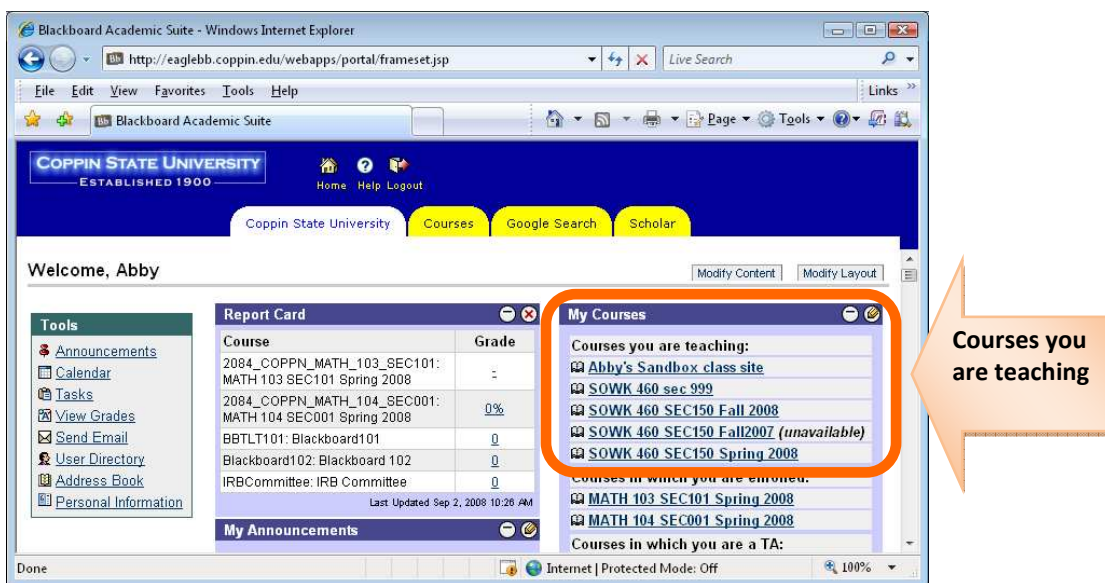 Blackboard Academic Suite - Windows Internet Explorer
http://eaglebb.coppin.edu/webapps/portal/frameset.jsp
Live Search
File Edit View Favorites Tools Help
Links »
Blackboard Academic Suite
Page Tools
COPPIN STATE UNIVERSITY
ESTABLISHED 1900
Home Help Logout
Coppin State University Courses Google Search Scholar
Welcome, Abby
Modify Content Modify Layout
Tools
Announcements
Calendar
Tasks
View Grades
Send Email
User Directory
Address Book
Personal Information
Report Card
Course Grade
2084_COPPN_MATH_103_SEC101:
MATH 103 SEC101 Spring 2008 -
2084_COPPN_MATH_104_SEC001:
MATH 104 SEC001 Spring 2008 0%
BBTLT101: Blackboard101 0
Blackboard102: Blackboard 102 0
IRBCommittee: IRB Committee 0
Last Updated Sep 2, 2008 10:26 AM
My Announcements
My Courses
Courses you are teaching:
Abby's Sandbox class site
SOWK 460 sec 999
SOWK 460 SEC150 Fall 2008
SOWK 460 SEC150 Fall2007 (unavailable)
SOWK 460 SEC150 Spring 2008
Courses in which you are enrolled:
MATH 103 SEC101 Spring 2008
MATH 104 SEC001 Spring 2008
Courses in which you are a TA:
Courses you
are teaching
Done
Internet | Protected Mode: Off
100%